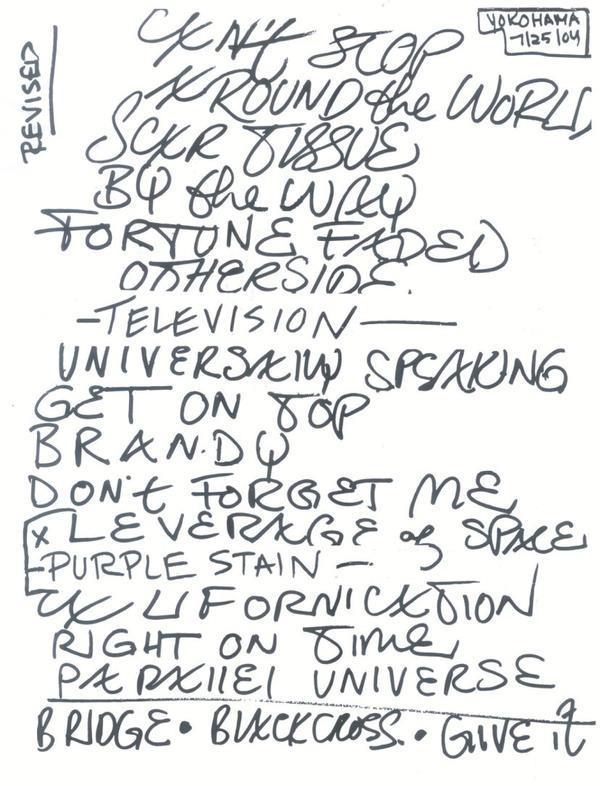 REVISED
YOKOHAMA
7/25/04
CAN't STOP
AROUND the WORLD
SCAR TISSUE
BY the WAY
FORTUNE FADED
OTHERSIDE.
-TELEVISION-
UNIVERSAllY SPEAKING
GET ON TOP
BRANDY
DON't FORGET ME
x LEVERAGE of SPACE
-PURPLE STAIN-
CALIFORNICATION
RIGHT ON TIME
PARAllEl UNIVERSE
BRIDGE • BLACKCROSS. • GIVE it